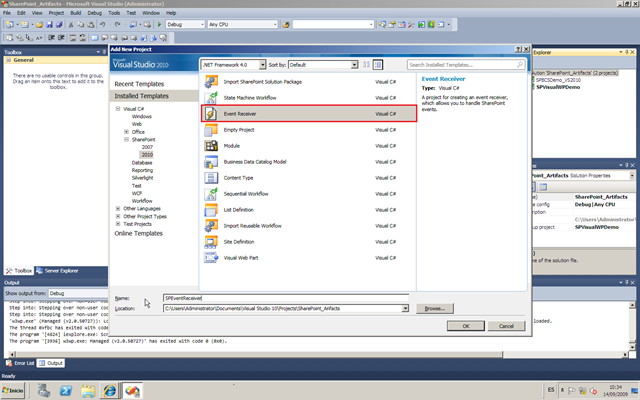 SharePoint_Artifacts - Microsoft Visual Studio (Administrator)
File Edit View Project Build Debug Data Tools Test Window Help
Debug Any CPU
Toolbox
General
There are no usable controls in this group. Drag an item onto this text to add it to the toolbox.
Toolbox Server Explorer
Add New Project
Microsoft
Visual Studio 2010
.NET Framework 4.0 Sort by: Default
Search Installed Templates
Recent Templates
Installed Templates
Visual C#
Windows
Web
Office
SharePoint
2007
2010
Database
Reporting
Silverlight
Test
WCF
Workflow
Other Languages
Other Project Types
Test Projects
Online Templates
Import SharePoint Solution Package Visual C#
State Machine Workflow Visual C#
Event Receiver Visual C#
Empty Project Visual C#
Module Visual C#
Business Data Catalog Model Visual C#
Content Type Visual C#
Sequential Workflow Visual C#
List Definition Visual C#
Import Reusable Workflow Visual C#
Site Definition Visual C#
Visual Web Part Visual C#
Event Receiver
Type: Visual C#
A project for creating an event receiver, which allows you to handle SharePoint events.
Name: SPEventReceiver
Location: C:\Users\Administrator\Documents\Visual Studio 10\Projects\SharePoint_Artifacts
Browse...
OK Cancel
Explorer
olution 'SharePoint_Artifacts' (2 projects)
SPBCSDemo_VS2010
SPVisualWPDemo
Point_Artifacts Solution Properties
SharePoint_Artifacts
e config Debug|Any CPU
ription
C:\Users\Administrator\
up project SPVisualWPDemo
me of the solution file.
Output
Show output from: Debug
Step into: Stepping over non-user co
Step into: Stepping over non-user co
'w3wp.exe' (Managed (v2.0.50727)): Lo
loaded.
The thread 0xfbc has exited with code
The program '[4824] iexplore.exe: Scr
The program '[3936] w3wp.exe: Managed (v2.0.50727)' has exited with code 0 (0x0).
Error List Output
Ready
Inicio
ES
10:34
14/09/2009